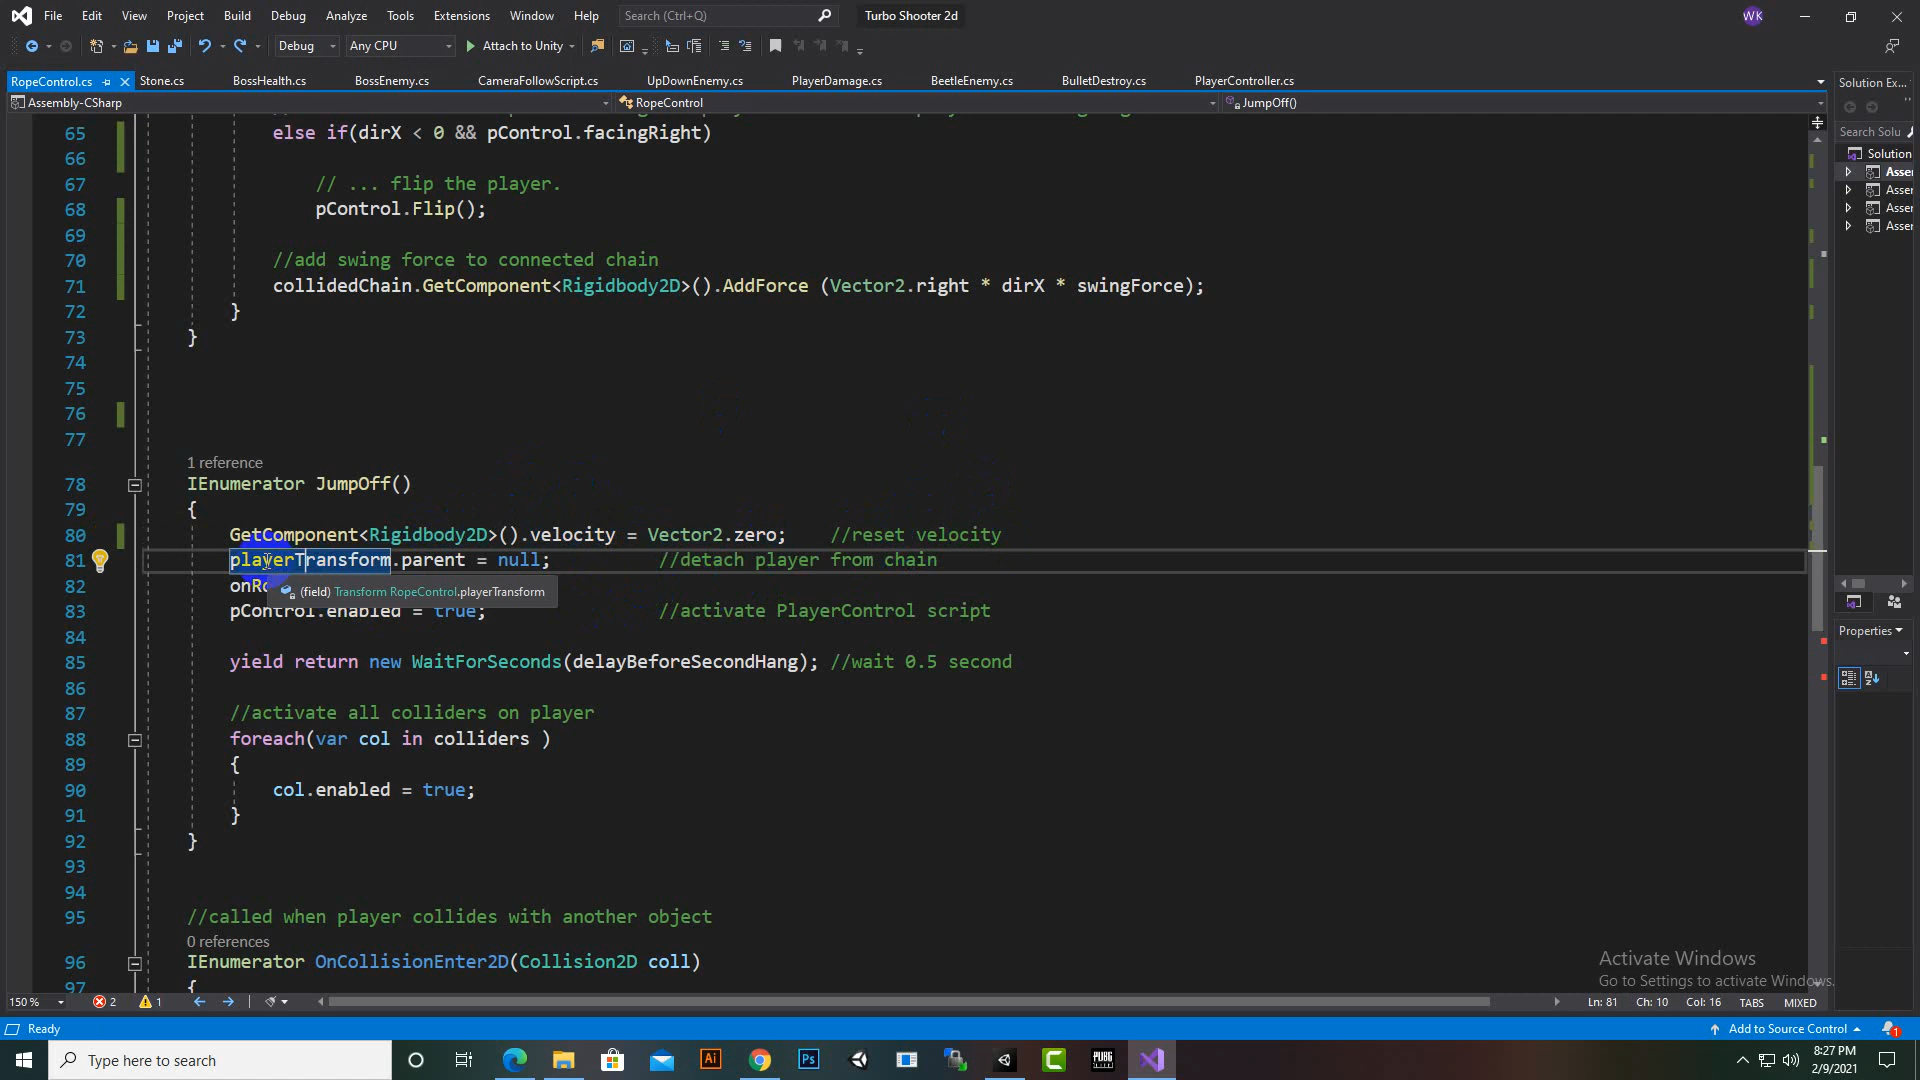 File Edit View Project Build Debug Analyze Tools Extensions Window Help Search (Ctrl+Q) Turbo Shooter 2d WK
Debug Any CPU Attach to Unity
RopeControl.cs Stone.cs BossHealth.cs BossEnemy.cs CameraFollowScript.cs UpDownEnemy.cs PlayerDamage.cs BeetleEnemy.cs BulletDestroy.cs PlayerController.cs
Assembly-CSharp RopeControl JumpOff()
65 else if(dirX < 0 && pControl.facingRight)
66
67 // ... flip the player.
68 pControl.Flip();
69
70 //add swing force to connected chain
71 collidedChain.GetComponent<Rigidbody2D>().AddForce (Vector2.right * dirX * swingForce);
72 }
73 }
74
75
76
77
1 reference
78 IEnumerator JumpOff()
79 {
80 GetComponent<Rigidbody2D>().velocity = Vector2.zero; //reset velocity
81 playerTransform.parent = null; //detach player from chain
82 onRo
(field) Transform RopeControl.playerTransform
83 pControl.enabled = true; //activate PlayerControl script
84
85 yield return new WaitForSeconds(delayBeforeSecondHang); //wait 0.5 second
86
87 //activate all colliders on player
88 foreach(var col in colliders )
89 {
90 col.enabled = true;
91 }
92 }
93
94
95 //called when player collides with another object
0 references
96 IEnumerator OnCollisionEnter2D(Collision2D coll)
97 {
150 % 2 1 Ln: 81 Ch: 10 Col: 16 TABS MIXED
Ready Add to Source Control 1
Solution Ex...
Search Solu
Solution
Asse
Asse
Asse
Asse
Properties
Activate Windows
Go to Settings to activate Windows.
Type here to search
Ai Ps PUBG
8:27 PM
2/9/2021